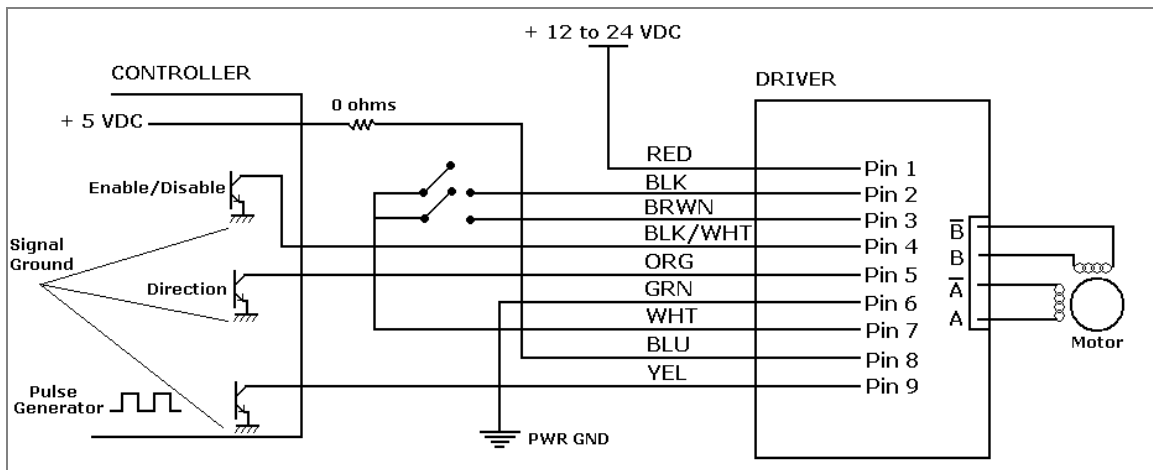 + 12 to 24 VDC
CONTROLLER
DRIVER
0 ohms
+ 5 VDC
RED
Pin 1
Enable/Disable
BLK
Pin 2
BRWN
Pin 3
BLK/WHT
Pin 4
B
Signal
Ground
B
ORG
Pin 5
Direction
A
GRN
Pin 6
A
WHT
Pin 7
Motor
BLU
Pin 8
YEL
Pin 9
Pulse
Generator
PWR GND